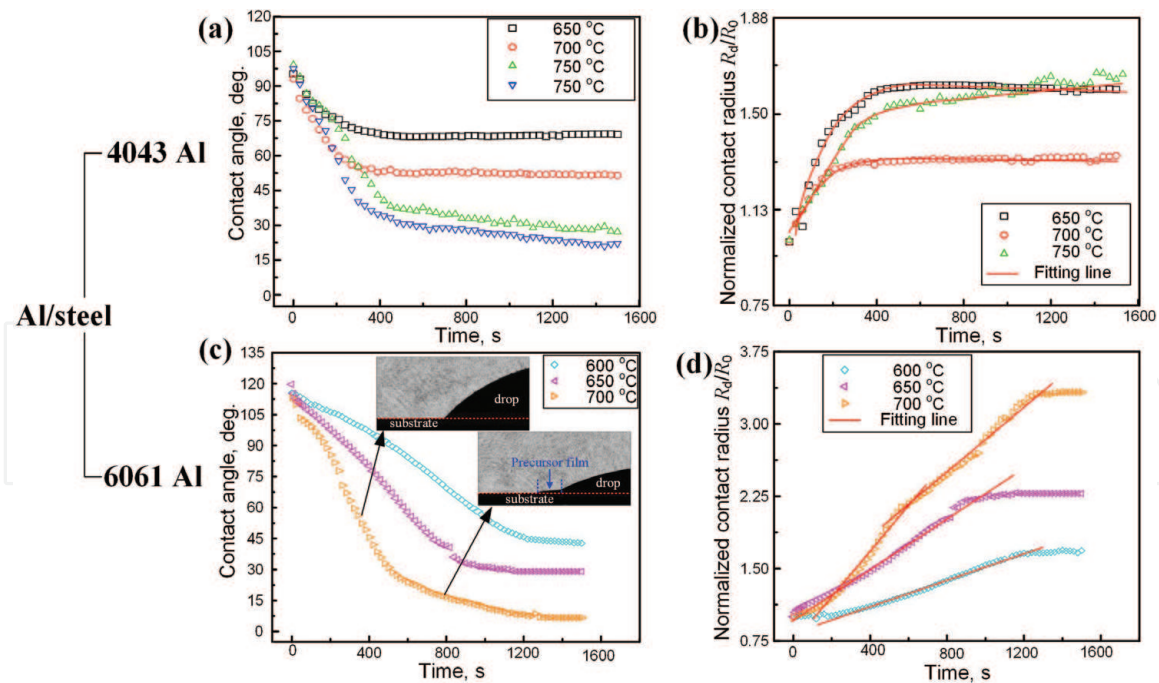 Al/steel
4043 Al
6061 Al
(a)
650 °C
700 °C
750 °C
750 °C
Contact angle, deg.
120
105
90
75
60
45
30
15
0
0 400 800 1200 1600
Time, s
(b)
650 °C
700 °C
750 °C
Fitting line
Normalized contact radius Rd/R0
1.88
1.50
1.13
0.75
0 400 800 1200 1600
Time, s
(c)
600 °C
650 °C
700 °C
drop
substrate
Precursor film
drop
substrate
Contact angle, deg.
135
120
105
90
75
60
45
30
15
0
0 400 800 1200 1600
Time, s
(d)
600 °C
650 °C
700 °C
Fitting line
Normalized contact radius Rd/R0
3.75
3.00
2.25
1.50
0.75
0 400 800 1200 1600
Time, s